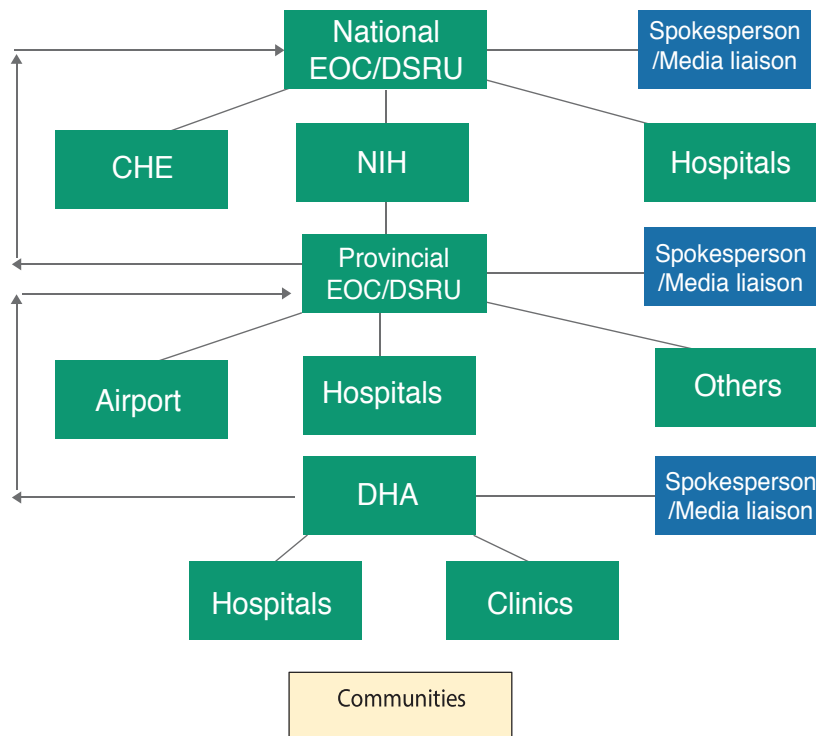 National
EOC/DSRU
Spokesperson
/Media liaison
CHE
NIH
Hospitals
Provincial
EOC/DSRU
Spokesperson
/Media liaison
Airport
Hospitals
Others
DHA
Spokesperson
/Media liaison
Hospitals
Clinics
Communities